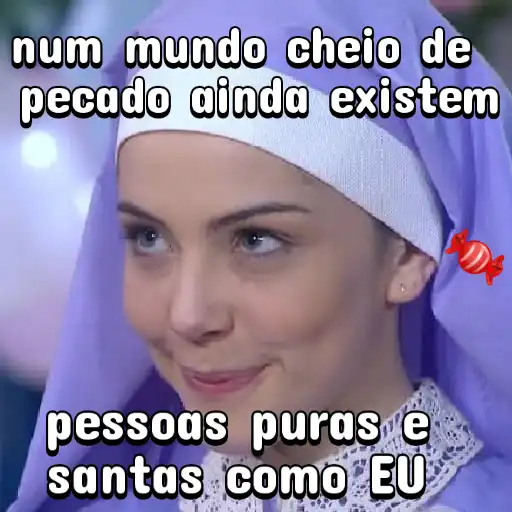 num mundo cheio de
pecado ainda existem
pessoas puras e
santas como EU